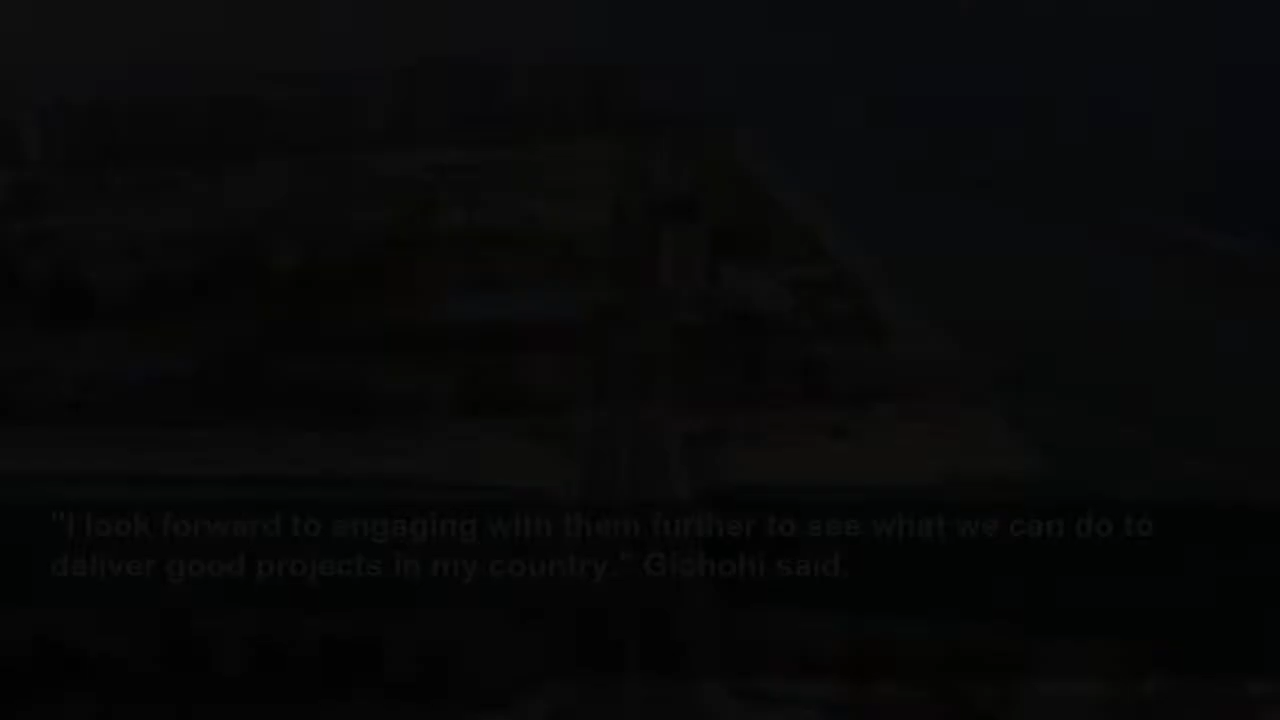 "I look forward to engaging with them further to see what we can do to
deliver good projects in my country." Gichohi said.